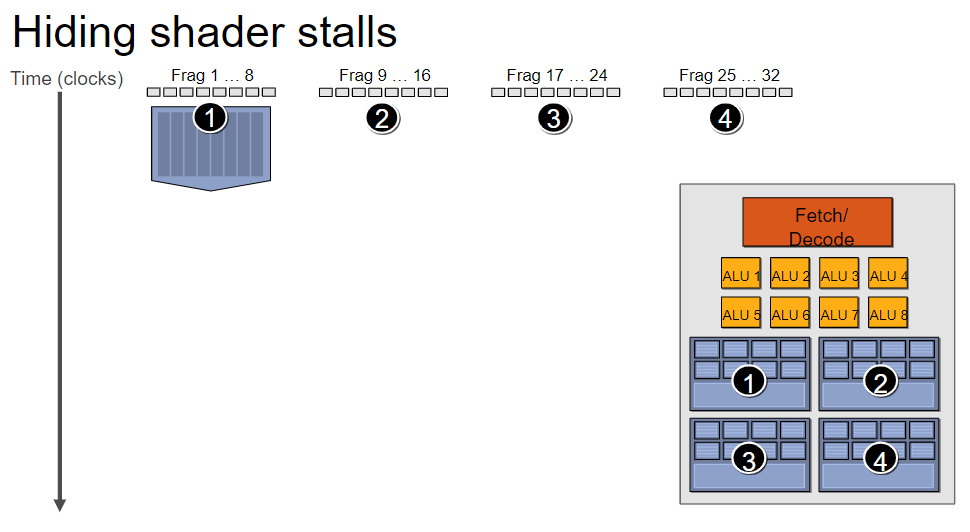 Hiding shader stalls
Time (clocks)
Frag 1 … 8
Frag 9 … 16
Frag 17 … 24
Frag 25 … 32
1
2
3
4
Fetch/
Decode
ALU 1
ALU 2
ALU 3
ALU 4
ALU 5
ALU 6
ALU 7
ALU 8
1
2
3
4